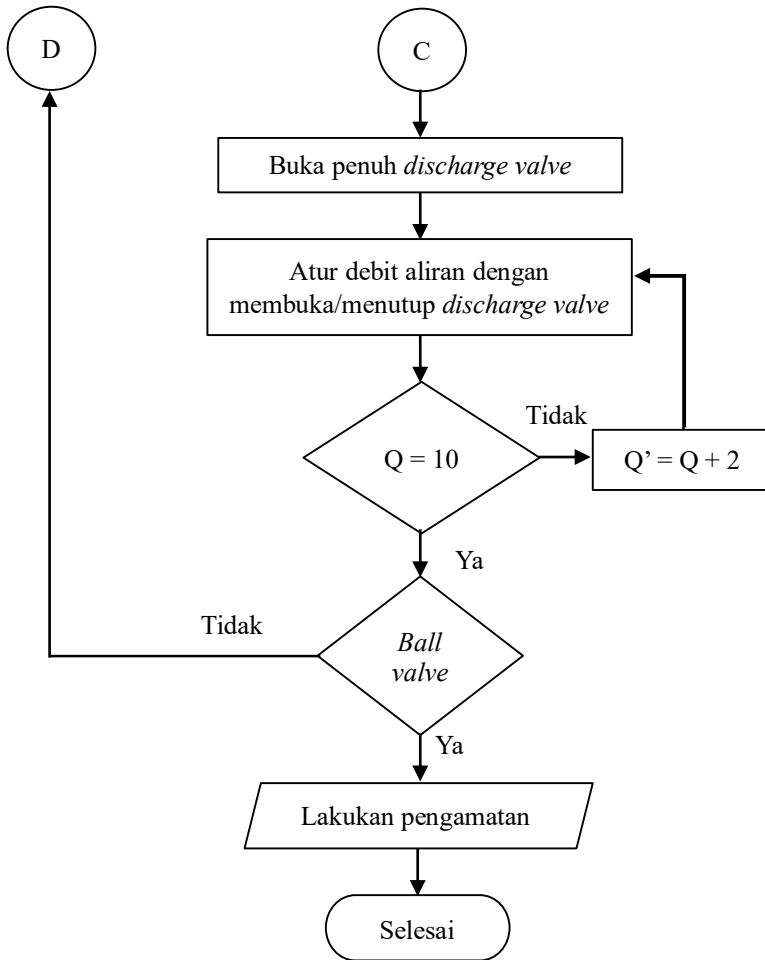 D
C
Buka penuh discharge valve
Atur debit aliran dengan
membuka/menutup discharge valve
Tidak
Q = 10
Q’ = Q + 2
Ya
Tidak
Ball
valve
Ya
Lakukan pengamatan
Selesai